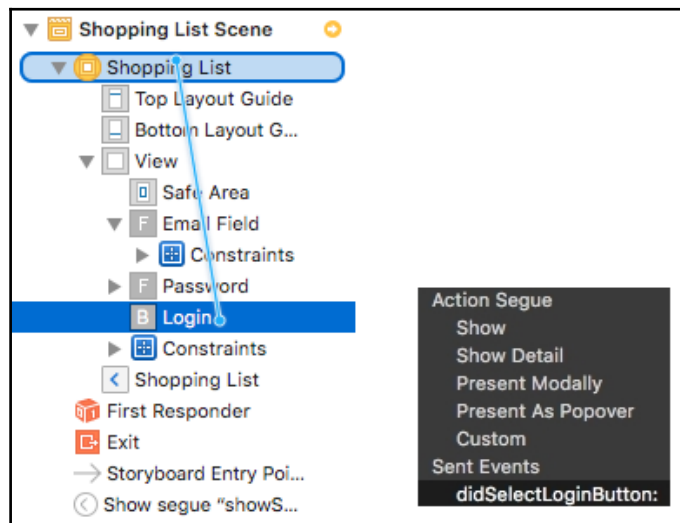 Shopping List Scene
Shopping List
Top Layout Guide
Bottom Layout G...
View
Safe Area
F Email Field
Constraints
F Password
B Login
Constraints
Shopping List
First Responder
Exit
Storyboard Entry Poi...
Show segue “showS...
Action Segue
Show
Show Detail
Present Modally
Present As Popover
Custom
Sent Events
didSelectLoginButton: